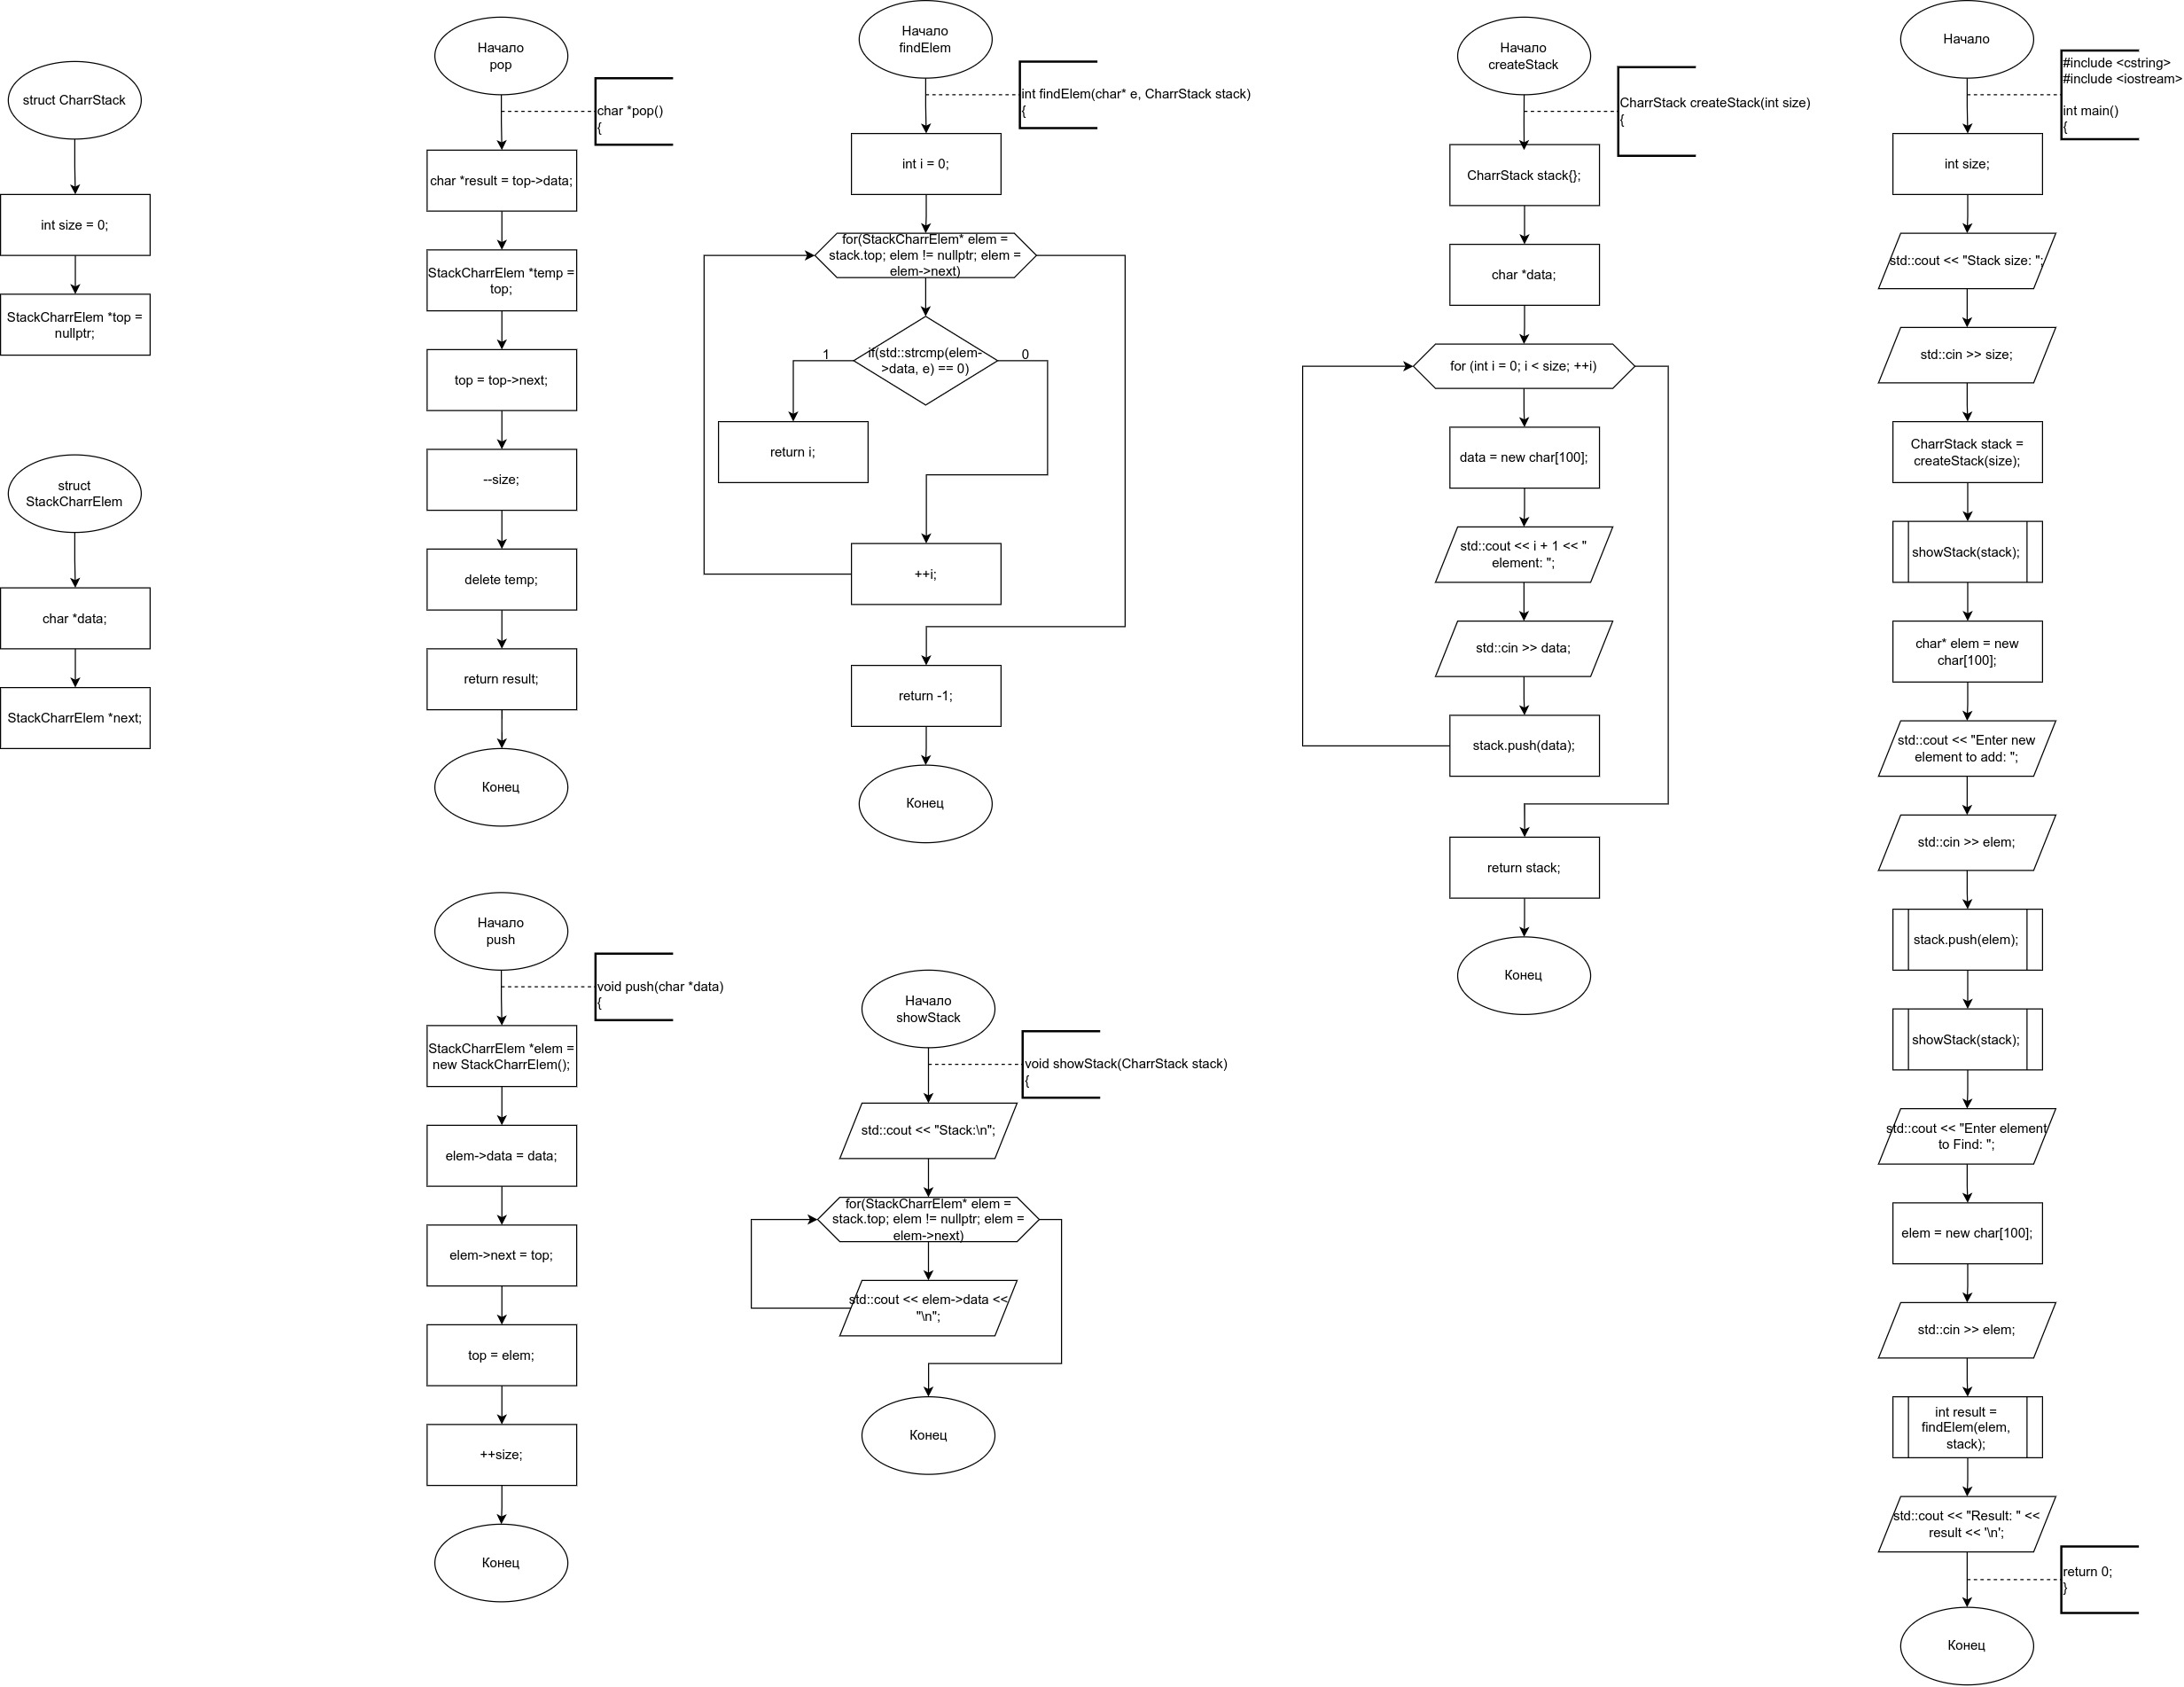 struct CharrStack
int size = 0;
StackCharrElem *top =
nullptr;
struct
StackCharrElem
char *data;
StackCharrElem *next;
Начало
pop
char *pop()
{
char *result = top->data;
StackCharrElem *temp =
top;
top = top->next;
--size;
delete temp;
return result;
Конец
Начало
push
void push(char *data)
{
StackCharrElem *elem =
new StackCharrElem();
elem->data = data;
elem->next = top;
top = elem;
++size;
Конец
Начало
findElem
int findElem(char* e, CharrStack stack)
{
int i = 0;
for(StackCharrElem* elem =
stack.top; elem != nullptr; elem =
elem->next)
if(std::strcmp(elem-
>data, e) == 0)
1
0
return i;
++i;
return -1;
Конец
Начало
showStack
void showStack(CharrStack stack)
{
std::cout << "Stack:\n";
for(StackCharrElem* elem =
stack.top; elem != nullptr; elem =
elem->next)
std::cout << elem->data <<
"\n";
Конец
Начало
createStack
CharrStack createStack(int size)
{
CharrStack stack{};
char *data;
for (int i = 0; i < size; ++i)
data = new char[100];
std::cout << i + 1 << "
element: ";
std::cin >> data;
stack.push(data);
return stack;
Конец
Начало
#include <cstring>
#include <iostream>
int main()
{
int size;
std::cout << "Stack size: ";
std::cin >> size;
CharrStack stack =
createStack(size);
showStack(stack);
char* elem = new
char[100];
std::cout << "Enter new
element to add: ";
std::cin >> elem;
stack.push(elem);
showStack(stack);
std::cout << "Enter element
to Find: ";
elem = new char[100];
std::cin >> elem;
int result =
findElem(elem,
stack);
std::cout << "Result: " <<
result << '\n';
return 0;
}
Конец